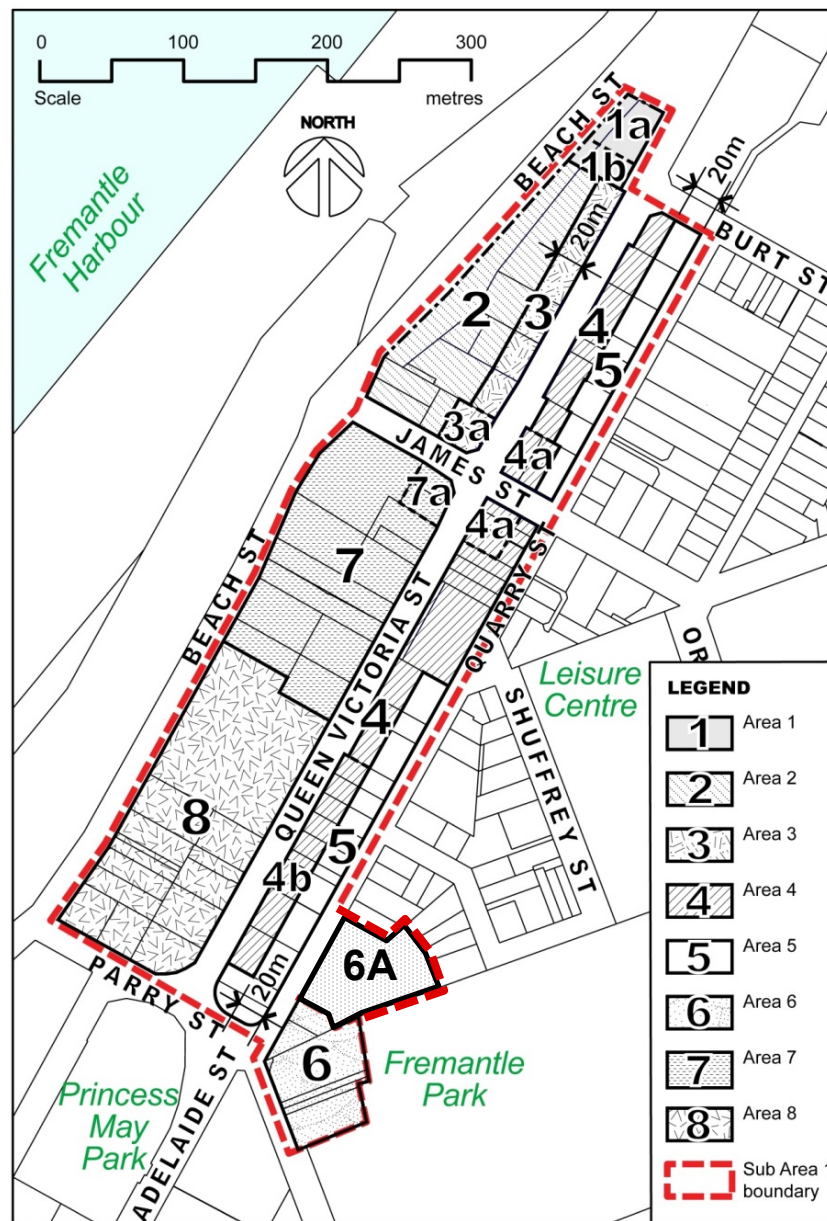 0 100 200 300
Scale metres
NORTH
Fremantle
Harbour
BEACH ST
1a
1b
20m
20m
BURT ST
2
3
4
5
3a
4a
JAMES ST
7a
4a
7
BEACH ST
QUEEN VICTORIA ST
QUARRY ST
OR
Leisure
Centre
SHUFFREY ST
4
8
5
4b
6A
PARRY ST
20m
6
Fremantle
Park
Princess
May
Park
ADELAIDE ST
LEGEND
1 Area 1
2 Area 2
3 Area 3
4 Area 4
5 Area 5
6 Area 6
7 Area 7
8 Area 8
Sub Area 1
boundary